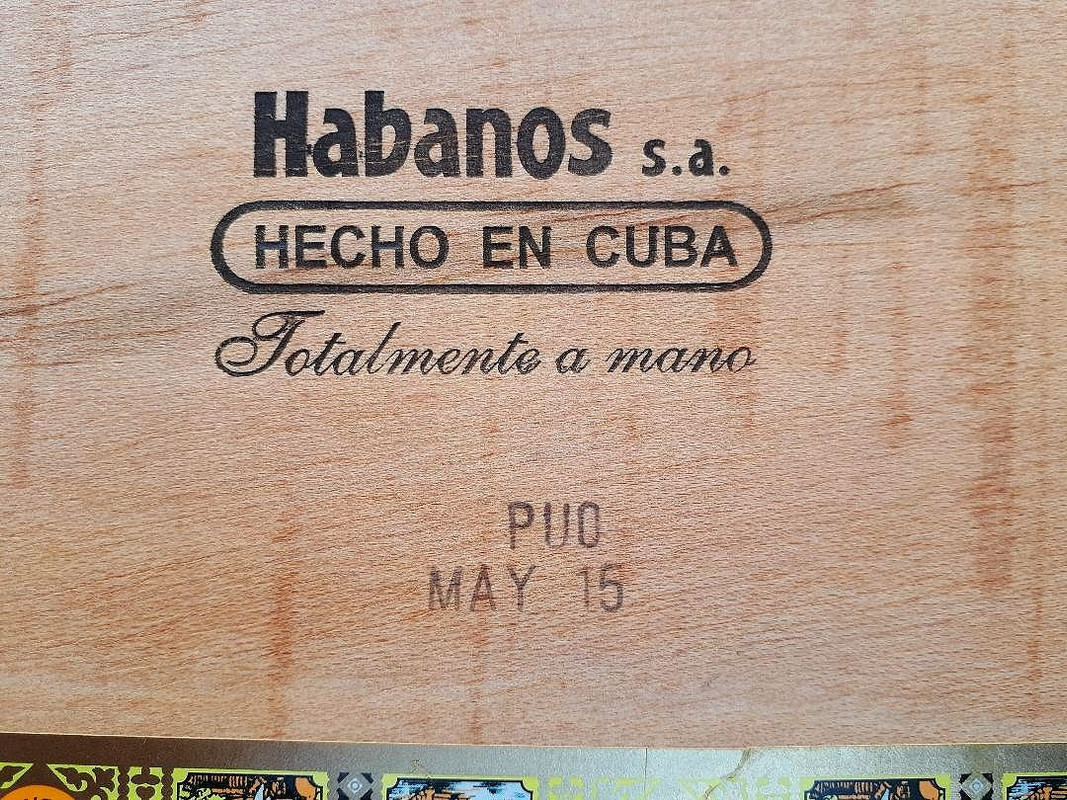 Habanos s.a.
HECHO EN CUBA
Totalmente a mano
PUO
MAY 15